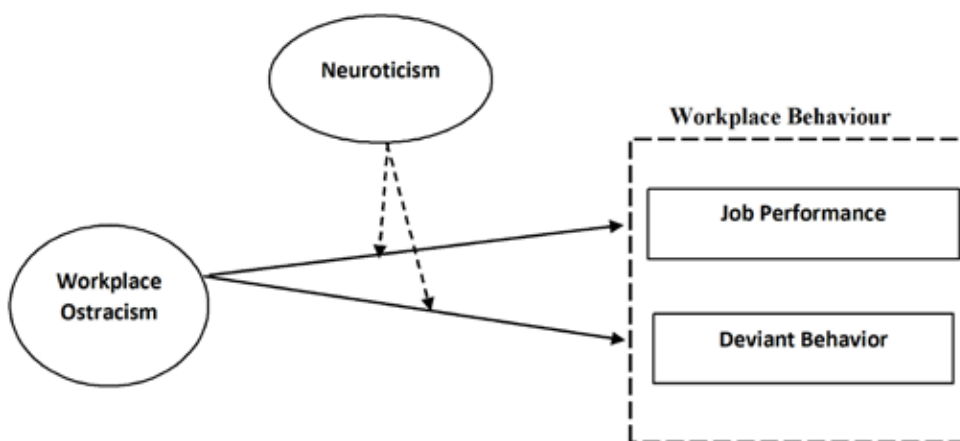 Neuroticism
Workplace Behaviour
Job Performance
Workplace
Ostracism
Deviant Behavior